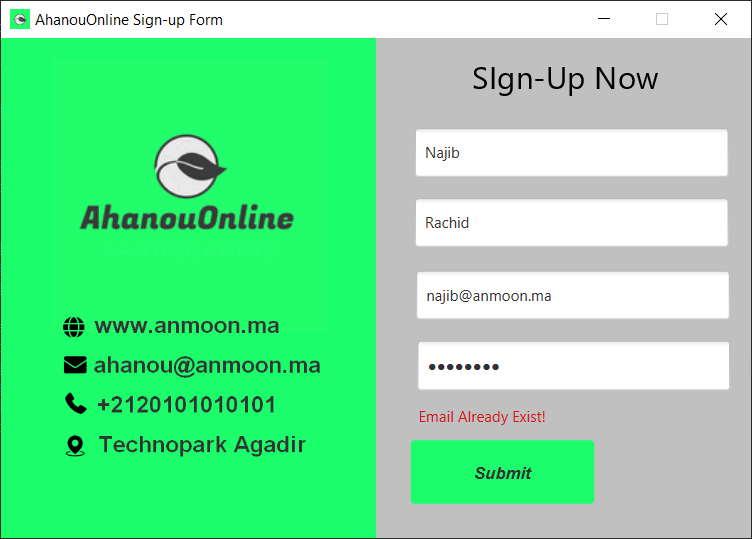 AhanouOnline Sign-up Form
AhanouOnline
LANDSCAPING
www.anmoon.ma
ahanou@anmoon.ma
+2120101010101
Technopark Agadir
SIgn-Up Now
Najib
Rachid
najib@anmoon.ma
••••••••
Email Already Exist!
Submit